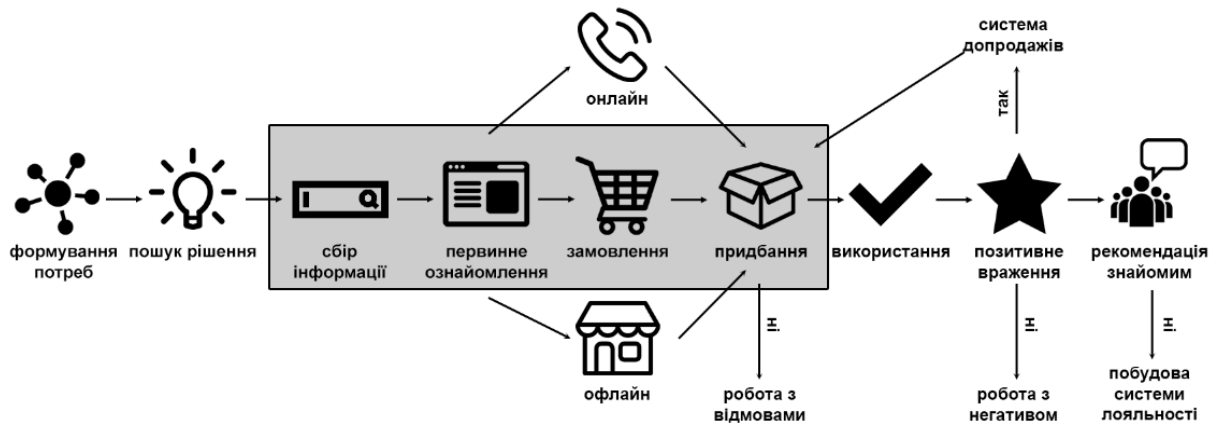 система
допродажів
онлайн
так
формування
потреб
пошук рішення
сбір
інформації
первинне
ознайомлення
замовлення
придбання
використання
позитивне
враження
рекомендація
знайомим
ні
ні
ні
офлайн
робота з
відмовами
робота з
негативом
побудова
системи
лояльності